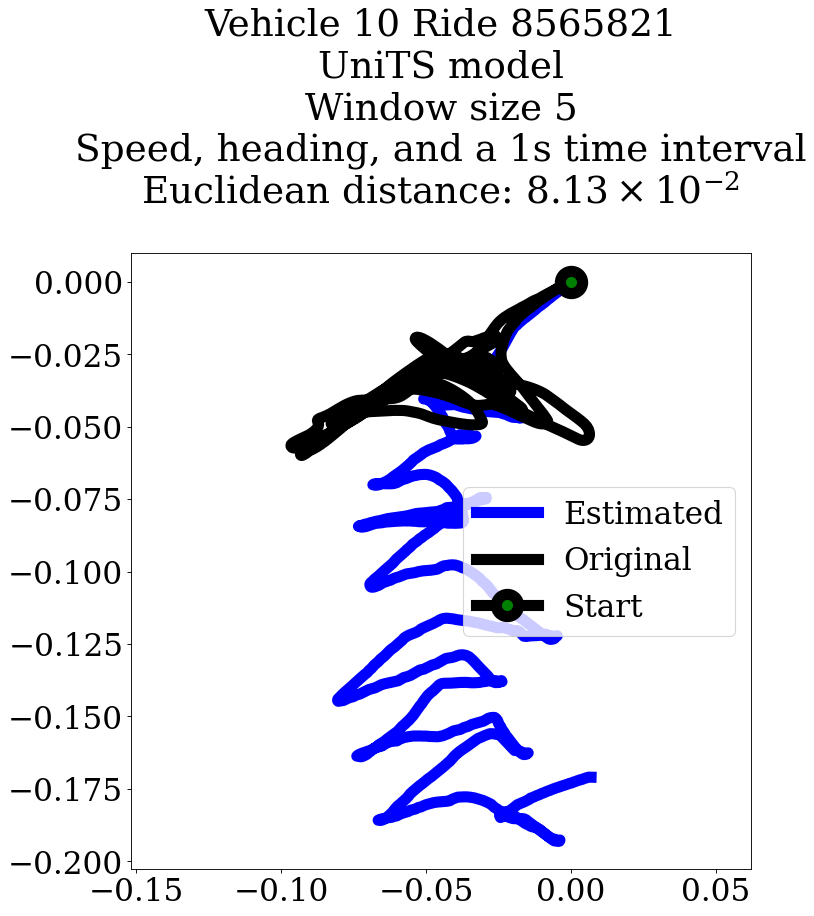 Vehicle 10 Ride 8565821
UniTS model
Window size 5
Speed, heading, and a 1s time interval
Euclidean distance: 8.13 × 10⁻²
0.000
−0.025
−0.050
−0.075
−0.100
−0.125
−0.150
−0.175
−0.200
Estimated
Original
Start
−0.15
−0.10
−0.05
0.00
0.05